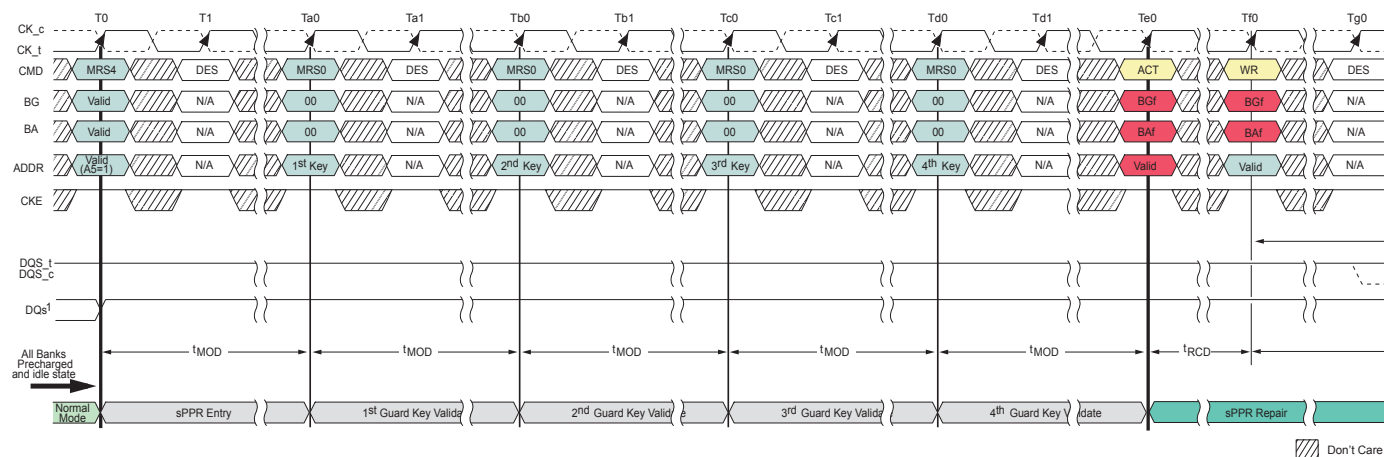 T0 T1 Ta0 Ta1 Tb0 Tb1 Tc0 Tc1 Td0 Td1 Te0 Tf0 Tg0
CK_c
CK_t
CMD MRS4 DES MRS0 DES MRS0 DES MRS0 DES MRS0 DES ACT WR DES
BG Valid N/A 00 N/A 00 N/A 00 N/A 00 N/A BGf BGf N/A
BA Valid N/A 00 N/A 00 N/A 00 N/A 00 N/A BAf BAf N/A
ADDR Valid (A5=1) N/A 1st Key N/A 2nd Key N/A 3rd Key N/A 4th Key N/A Valid Valid N/A
CKE
DQS_t
DQS_c
DQs1
All Banks
Precharged
and idle state
tMOD tMOD tMOD tMOD tMOD tRCD
Normal Mode sPPR Entry 1st Guard Key Valida 2nd Guard Key Valid e 3rd Guard Key Valida 4th Guard Key V idate sPPR Repair
Don't Care